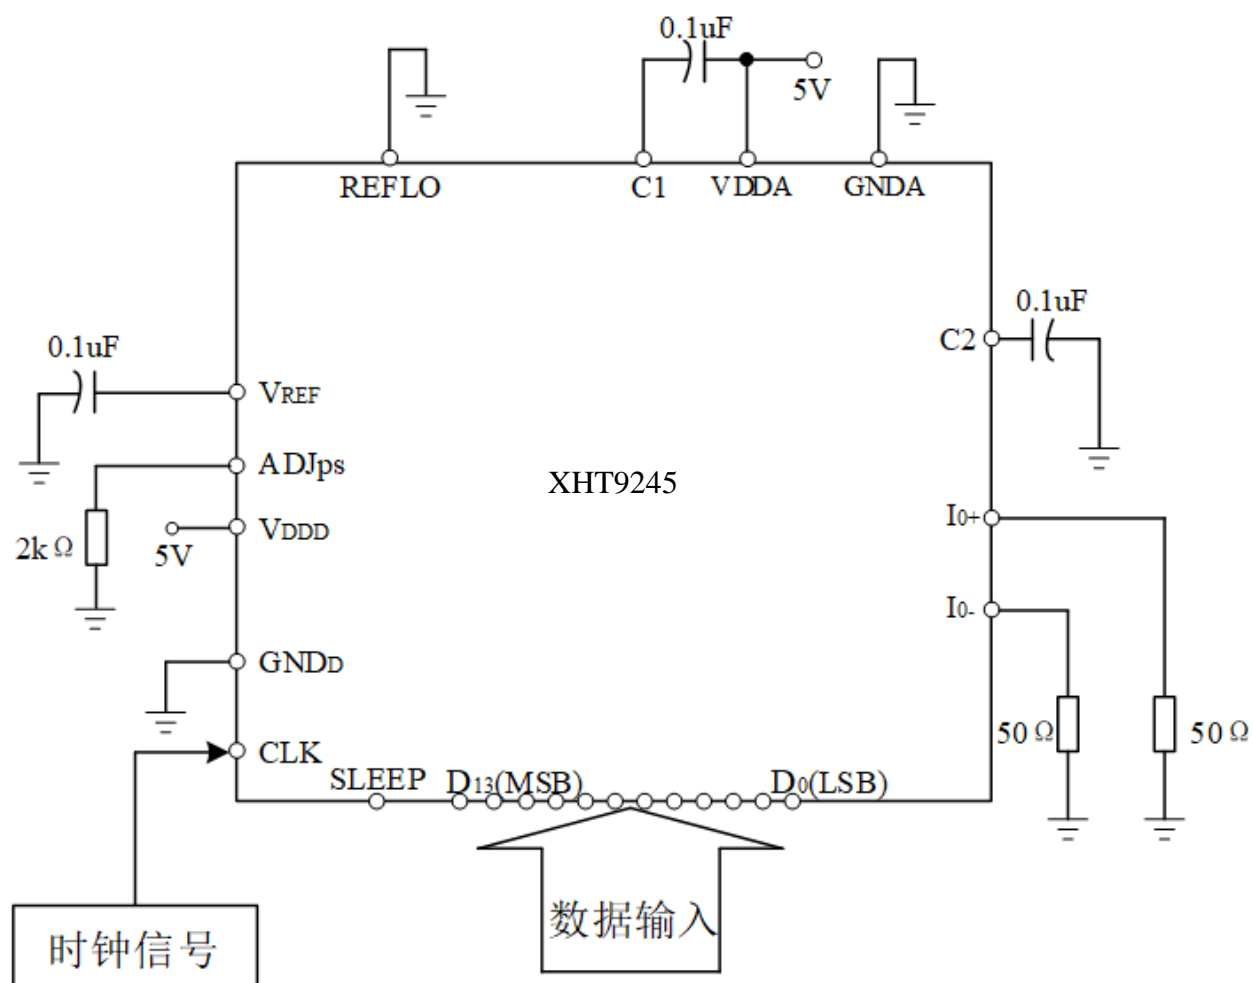 0.1uF
5V
REFLO
C1
VDDA
GNDA
0.1uF
C2
0.1uF
VREF
ADJps
XHT9245
VDDD
2kΩ
5V
I0+
I0-
GNDD
50Ω
50Ω
CLK
SLEEP
D13(MSB)
D0(LSB)
数据输入
时钟信号